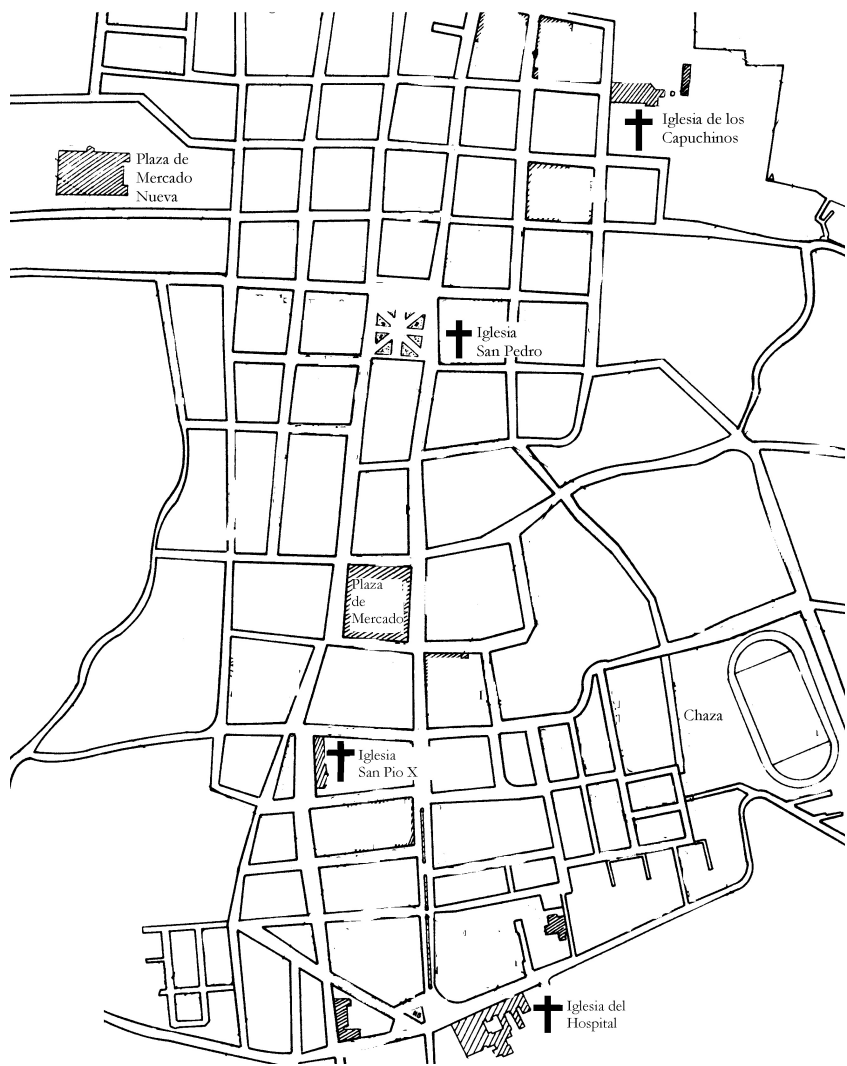 Iglesia de los
Capuchinos
Plaza de
Mercado
Nueva
Iglesia
San Pedro
Plaza
de
Mercado
Chaza
Iglesia
San Pio X
Iglesia del
Hospital